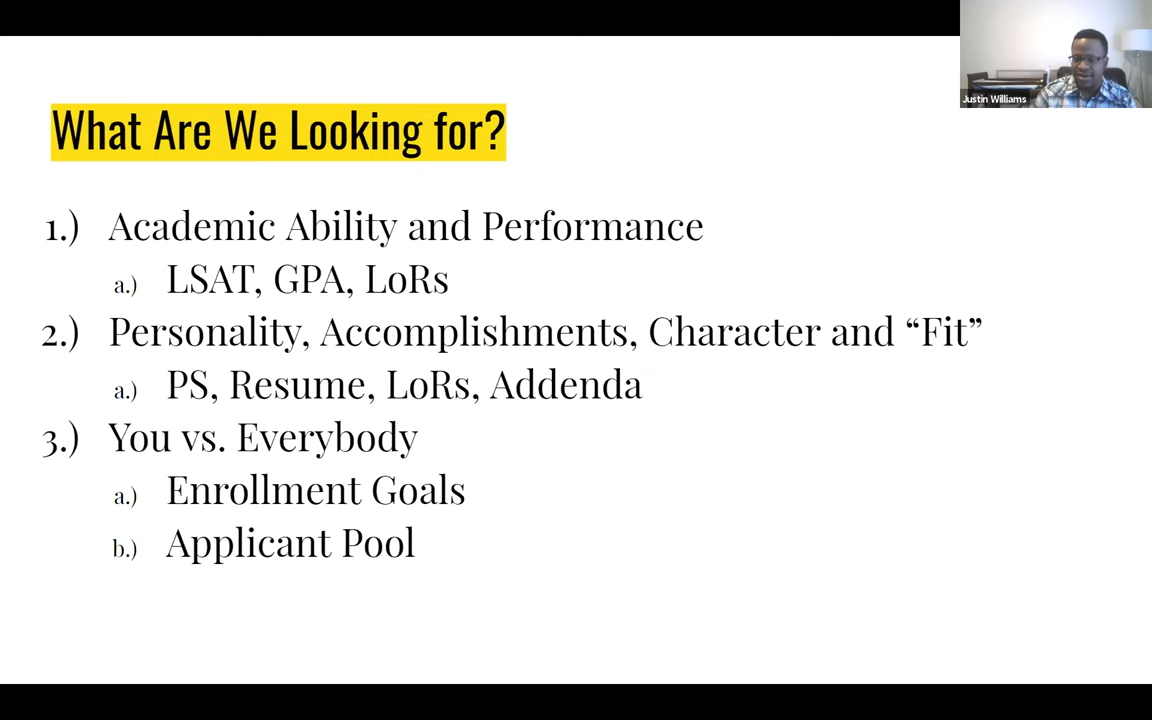 Justin Williams
What Are We Looking for?
1.) Academic Ability and Performance
a.) LSAT, GPA, LoRs
2.) Personality, Accomplishments, Character and “Fit”
a.) PS, Resume, LoRs, Addenda
3.) You vs. Everybody
a.) Enrollment Goals
b.) Applicant Pool